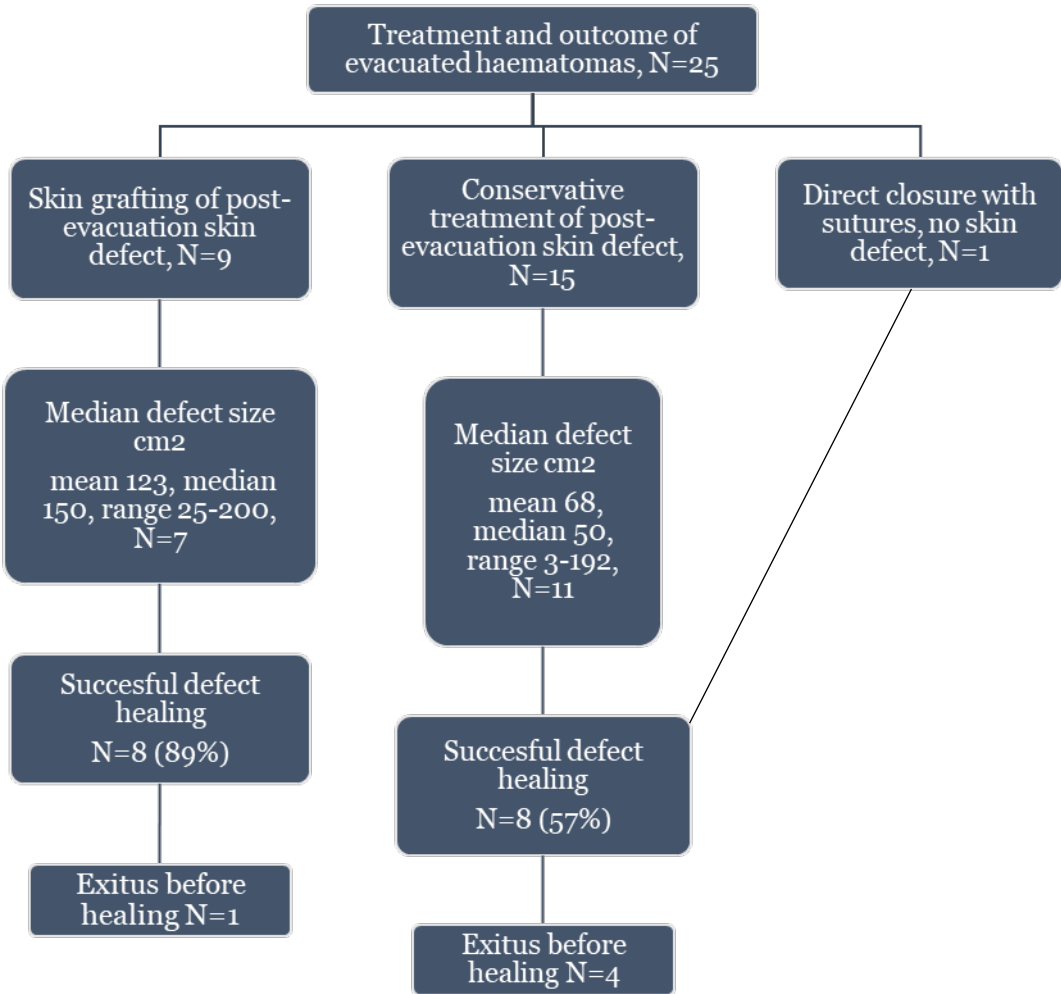 Treatment and outcome of
evacuated haematomas, N=25
Skin grafting of post-
evacuation skin
defect, N=9
Conservative
treatment of post-
evacuation skin defect,
N=15
Direct closure with
sutures, no skin
defect, N=1
Median defect size
cm2
mean 123, median
150, range 25-200,
N=7
Median defect
size cm2
mean 68,
median 50,
range 3-192,
N=11
Succesful defect
healing
N=8 (89%)
Succesful defect
healing
N=8 (57%)
Exitus before
healing N=1
Exitus before
healing N=4